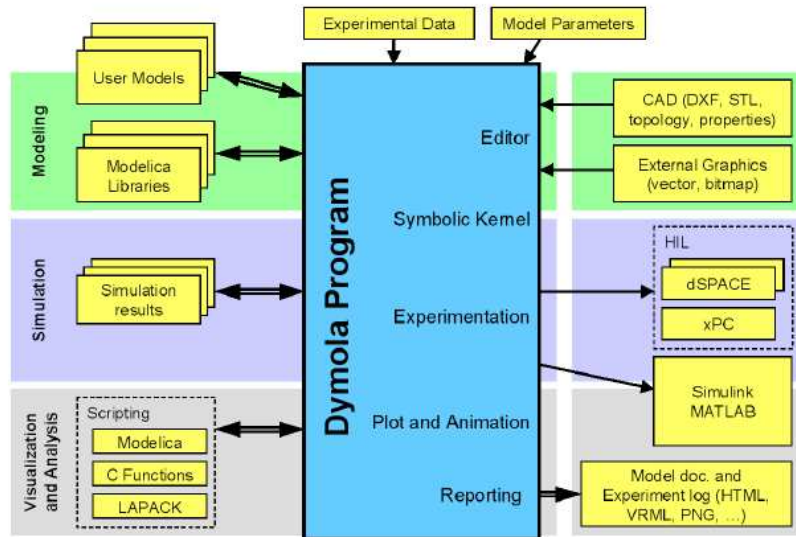 Experimental Data
Model Parameters
Modeling
User Models
Modelica
Libraries
Simulation
Simulation
results
Visualization
and Analysis
Scripting
Modelica
C Functions
LAPACK
Dymola Program
Editor
Symbolic Kernel
Experimentation
Plot and Animation
Reporting
CAD (DXF, STL,
topology, properties)
External Graphics
(vector, bitmap)
HIL
dSPACE
xPC
Simulink
MATLAB
Model doc. and
Experiment log (HTML,
VRML, PNG, …)